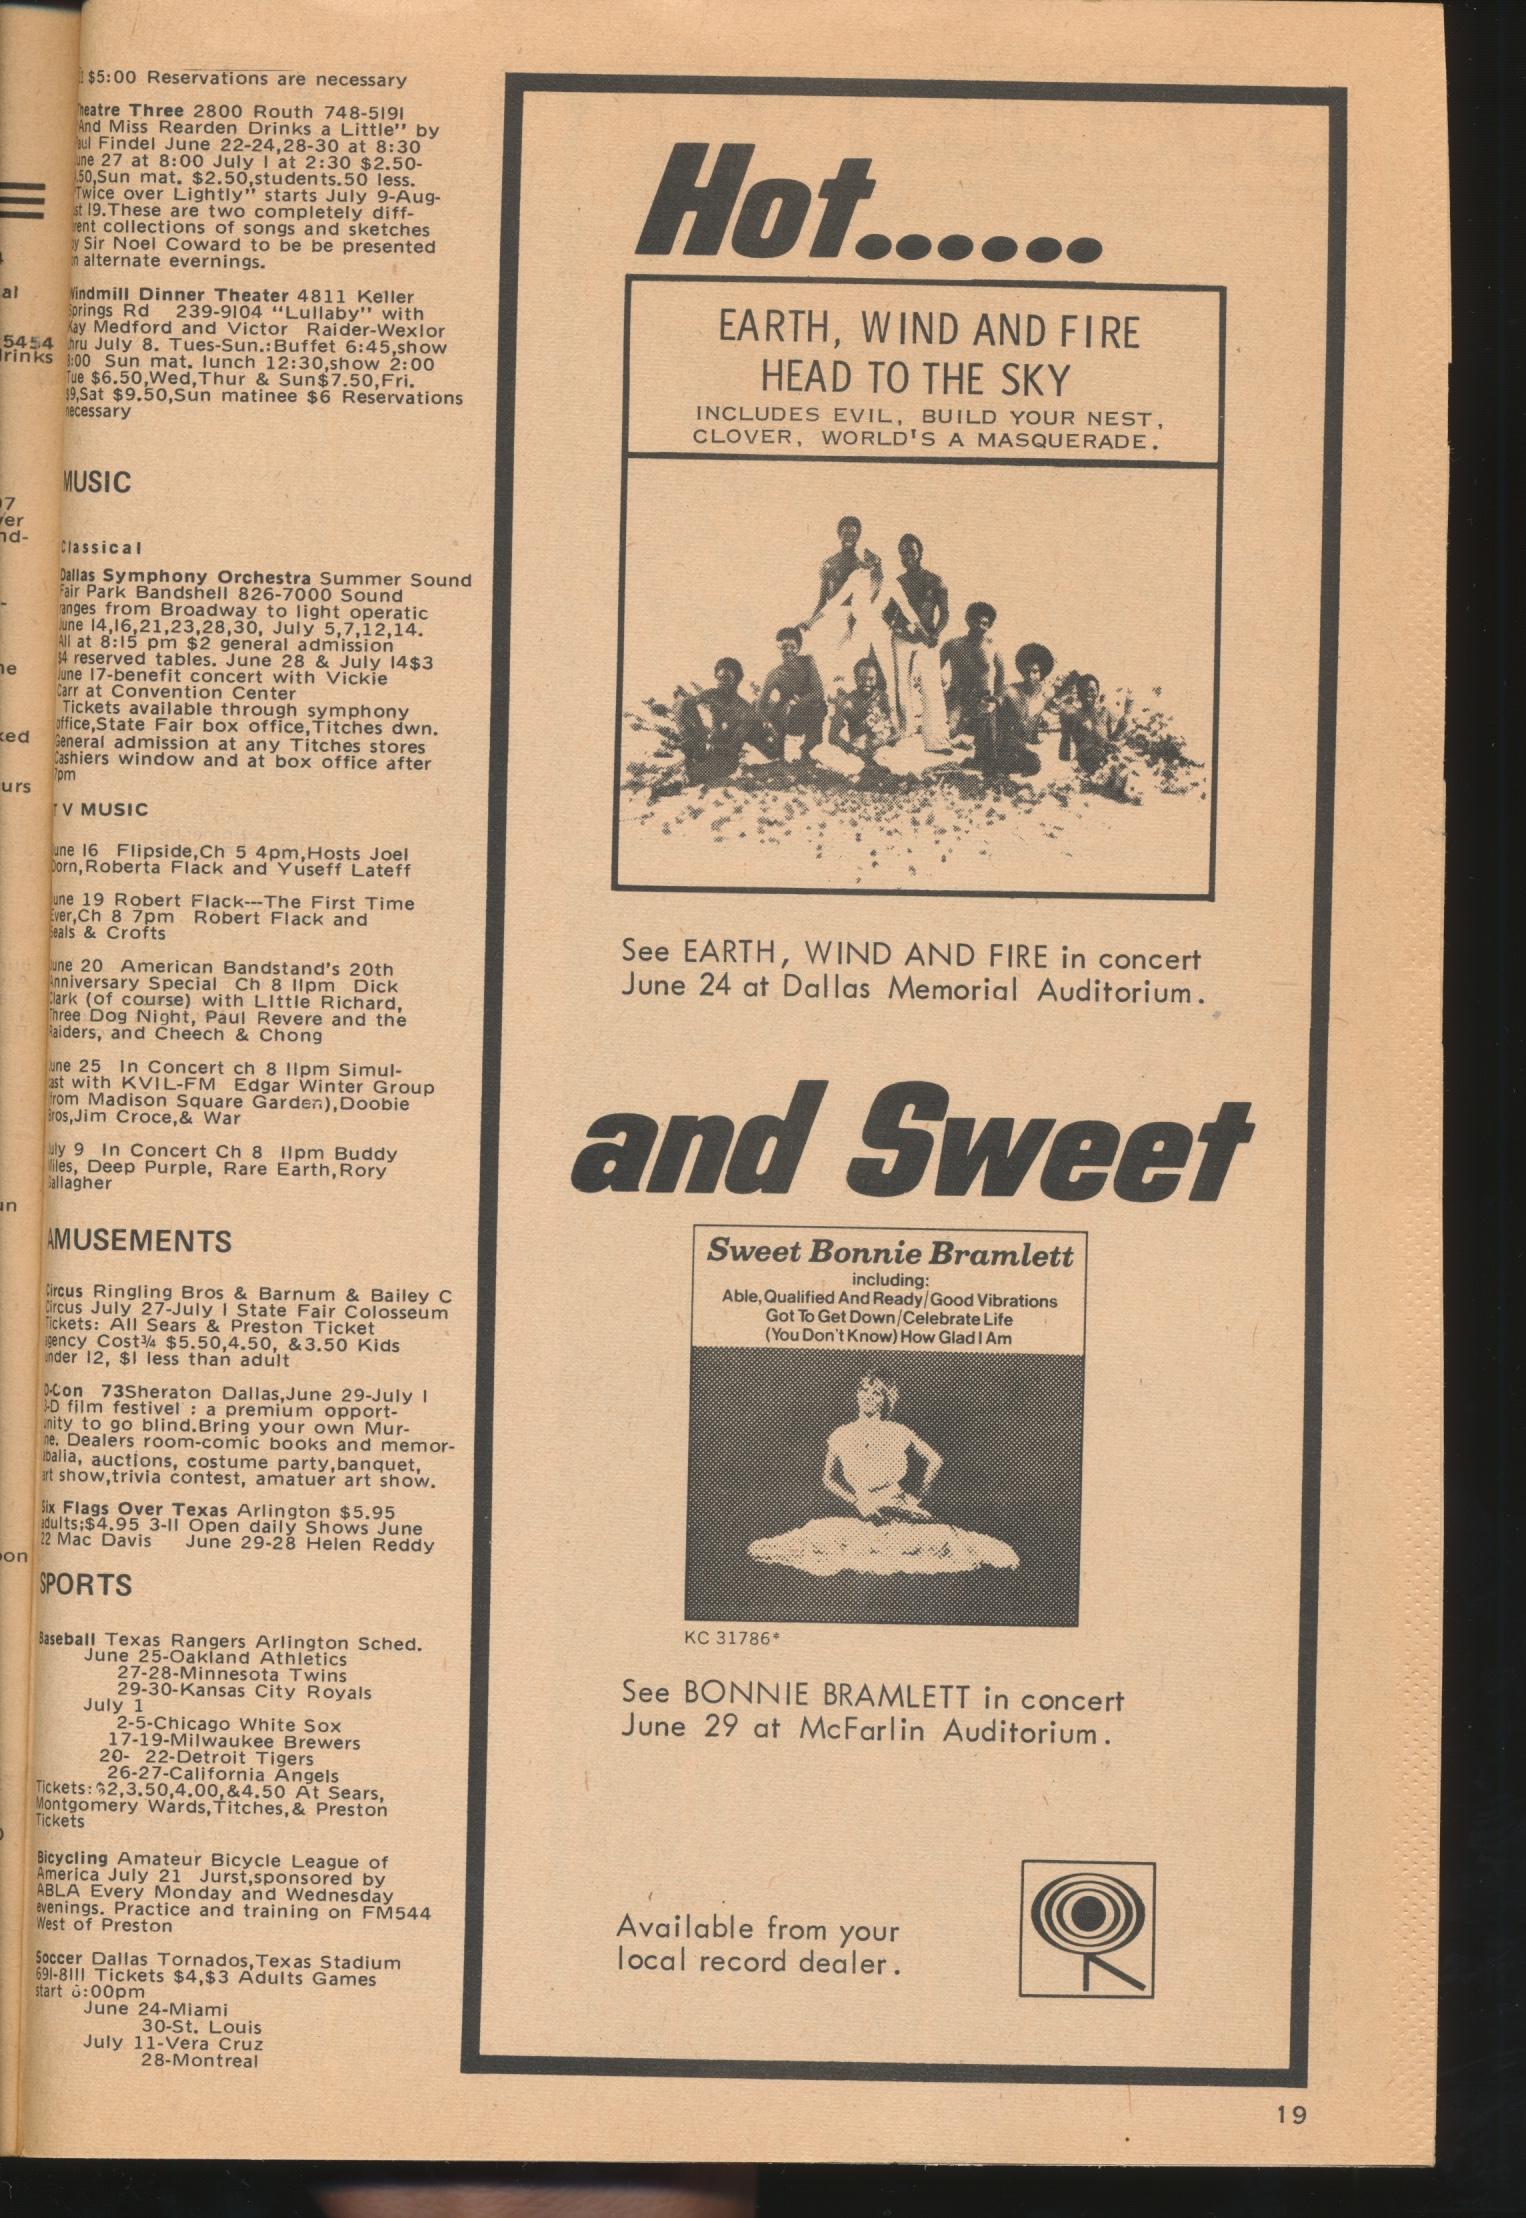 $5:00 Reservations are necessary
heatre Three 2800 Routh 748-5191
And Miss Rearden Drinks a Little" by
aul Findel June 22-24,28-30 at 8:30
une 27 at 8:00 July 1 at 2:30 $2.50-
.50,Sun mat. $2.50,students.50 less.
Twice over Lightly" starts July 9-Aug-
st 19.These are two completely diff-
rent collections of songs and sketches
by Sir Noel Coward to be be presented
on alternate evernings.
Windmill Dinner Theater 4811 Keller
Springs Rd 239-9104 "Lullaby" with
Kay Medford and Victor Raider-Wexlor
thru July 8. Tues-Sun.:Buffet 6:45,show
8:00 Sun mat. lunch 12:30,show 2:00
Tue $6.50,Wed,Thur & Sun$7.50,Fri.
$9,Sat $9.50,Sun matinee $6 Reservations
necessary
MUSIC
Classical
Dallas Symphony Orchestra Summer Sound
Fair Park Bandshell 826-7000 Sound
ranges from Broadway to light operatic
June 14,16,21,23,28,30, July 5,7,12,14.
All at 8:15 pm $2 general admission
$4 reserved tables. June 28 & July 14$3
June 17-benefit concert with Vickie
Carr at Convention Center
Tickets available through symphony
office,State Fair box office,Titches dwn.
General admission at any Titches stores
Cashiers window and at box office after
7pm
TV MUSIC
June 16 Flipside,Ch 5 4pm,Hosts Joel
Dorn,Roberta Flack and Yuseff Lateff
June 19 Robert Flack---The First Time
Ever,Ch 8 7pm Robert Flack and
Seals & Crofts
June 20 American Bandstand's 20th
Anniversary Special Ch 8 11pm Dick
Clark (of course) with LIttle Richard,
Three Dog Night, Paul Revere and the
Raiders, and Cheech & Chong
June 25 In Concert ch 8 11pm Simul-
cast with KVIL-FM Edgar Winter Group
(from Madison Square Garden),Doobie
Bros,Jim Croce,& War
July 9 In Concert Ch 8 11pm Buddy
Miles, Deep Purple, Rare Earth,Rory
Gallagher
AMUSEMENTS
Circus Ringling Bros & Barnum & Bailey C
Circus July 27-July 1 State Fair Colosseum
Tickets: All Sears & Preston Ticket
agency Cost¾ $5.50,4.50, &3.50 Kids
under 12, $1 less than adult
D-Con 73Sheraton Dallas,June 29-July 1
3-D film festivel : a premium opport-
unity to go blind.Bring your own Mur-
ine. Dealers room-comic books and memor-
abalia, auctions, costume party,banquet,
art show,trivia contest, amatuer art show.
Six Flags Over Texas Arlington $5.95
adults;$4.95 3-11 Open daily Shows June
22 Mac Davis June 29-28 Helen Reddy
SPORTS
Baseball Texas Rangers Arlington Sched.
June 25-Oakland Athletics
27-28-Minnesota Twins
29-30-Kansas City Royals
July 1
2-5-Chicago White Sox
17-19-Milwaukee Brewers
20- 22-Detroit Tigers
26-27-California Angels
Tickets:$2,3.50,4.00,&4.50 At Sears,
Montgomery Wards,Titches,& Preston
Tickets
Bicycling Amateur Bicycle League of
America July 21 Jurst,sponsored by
ABLA Every Monday and Wednesday
evenings. Practice and training on FM544
West of Preston
Soccer Dallas Tornados,Texas Stadium
691-8111 Tickets $4,$3 Adults Games
start 8:00pm
June 24-Miami
30-St. Louis
July 11-Vera Cruz
28-Montreal
Hot......
EARTH, WIND AND FIRE
HEAD TO THE SKY
INCLUDES EVIL, BUILD YOUR NEST,
CLOVER, WORLD'S A MASQUERADE.
See EARTH, WIND AND FIRE in concert
June 24 at Dallas Memorial Auditorium.
and Sweet
Sweet Bonnie Bramlett
including:
Able, Qualified And Ready/Good Vibrations
Got To Get Down/Celebrate Life
(You Don't Know) How Glad I Am
KC 31786*
See BONNIE BRAMLETT in concert
June 29 at McFarlin Auditorium.
Available from your
local record dealer.
19